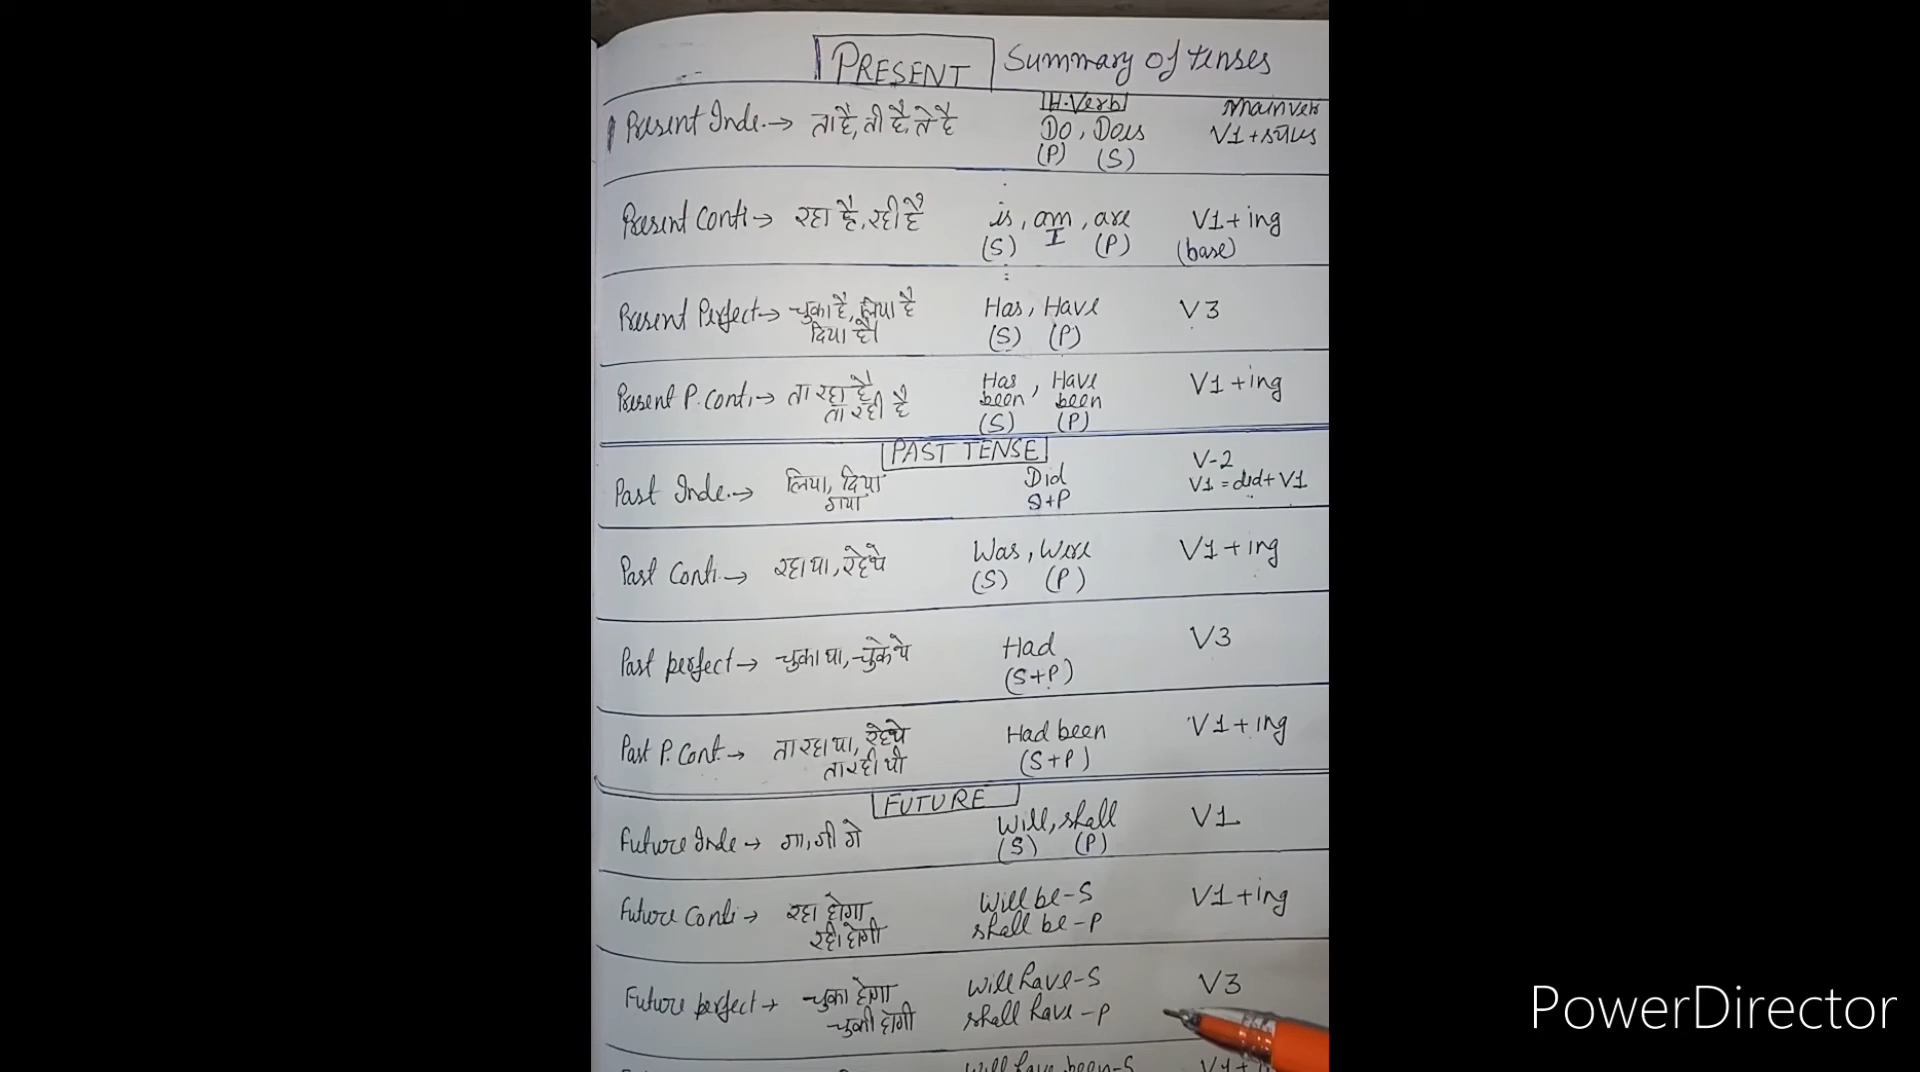 PRESENT Summary of tenses
H.Verb
Present Inde. → ता है, ती है, ते है Do, Does V1+s
(P) (S)
Present Conti → रहा है, रही है is, am, are V1+ing
(S) I (P) (base)
Present Perfect → चुका है, लिया है Has, Have V3
दिया है। (S) (P)
Present P. Conti → ता रहा है Has been, Have been V1+ing
ता रही है (S) (P)
PAST TENSE
Past Inde. → लिया, दिया Did V-2
गया S+P V1=did+V1
Past Conti. → रहा था, रहे थे Was, Were V1+ing
(S) (P)
Past perfect → चुका था, चुके थे Had V3
(S+P)
Past P. Cont. → ता रहा था, रहे थे Had been V1+ing
ता रही थी (S+P)
FUTURE
Future Inde → गा, गी गे Will, shall V1
(S) (P)
Future Conti → रहा होगा Will be-S V1+ing
रही होगी shall be-P
Future perfect → चुका होगा Will have-S V3
चुकी होगी shall have-P
will have been-S
PowerDirector